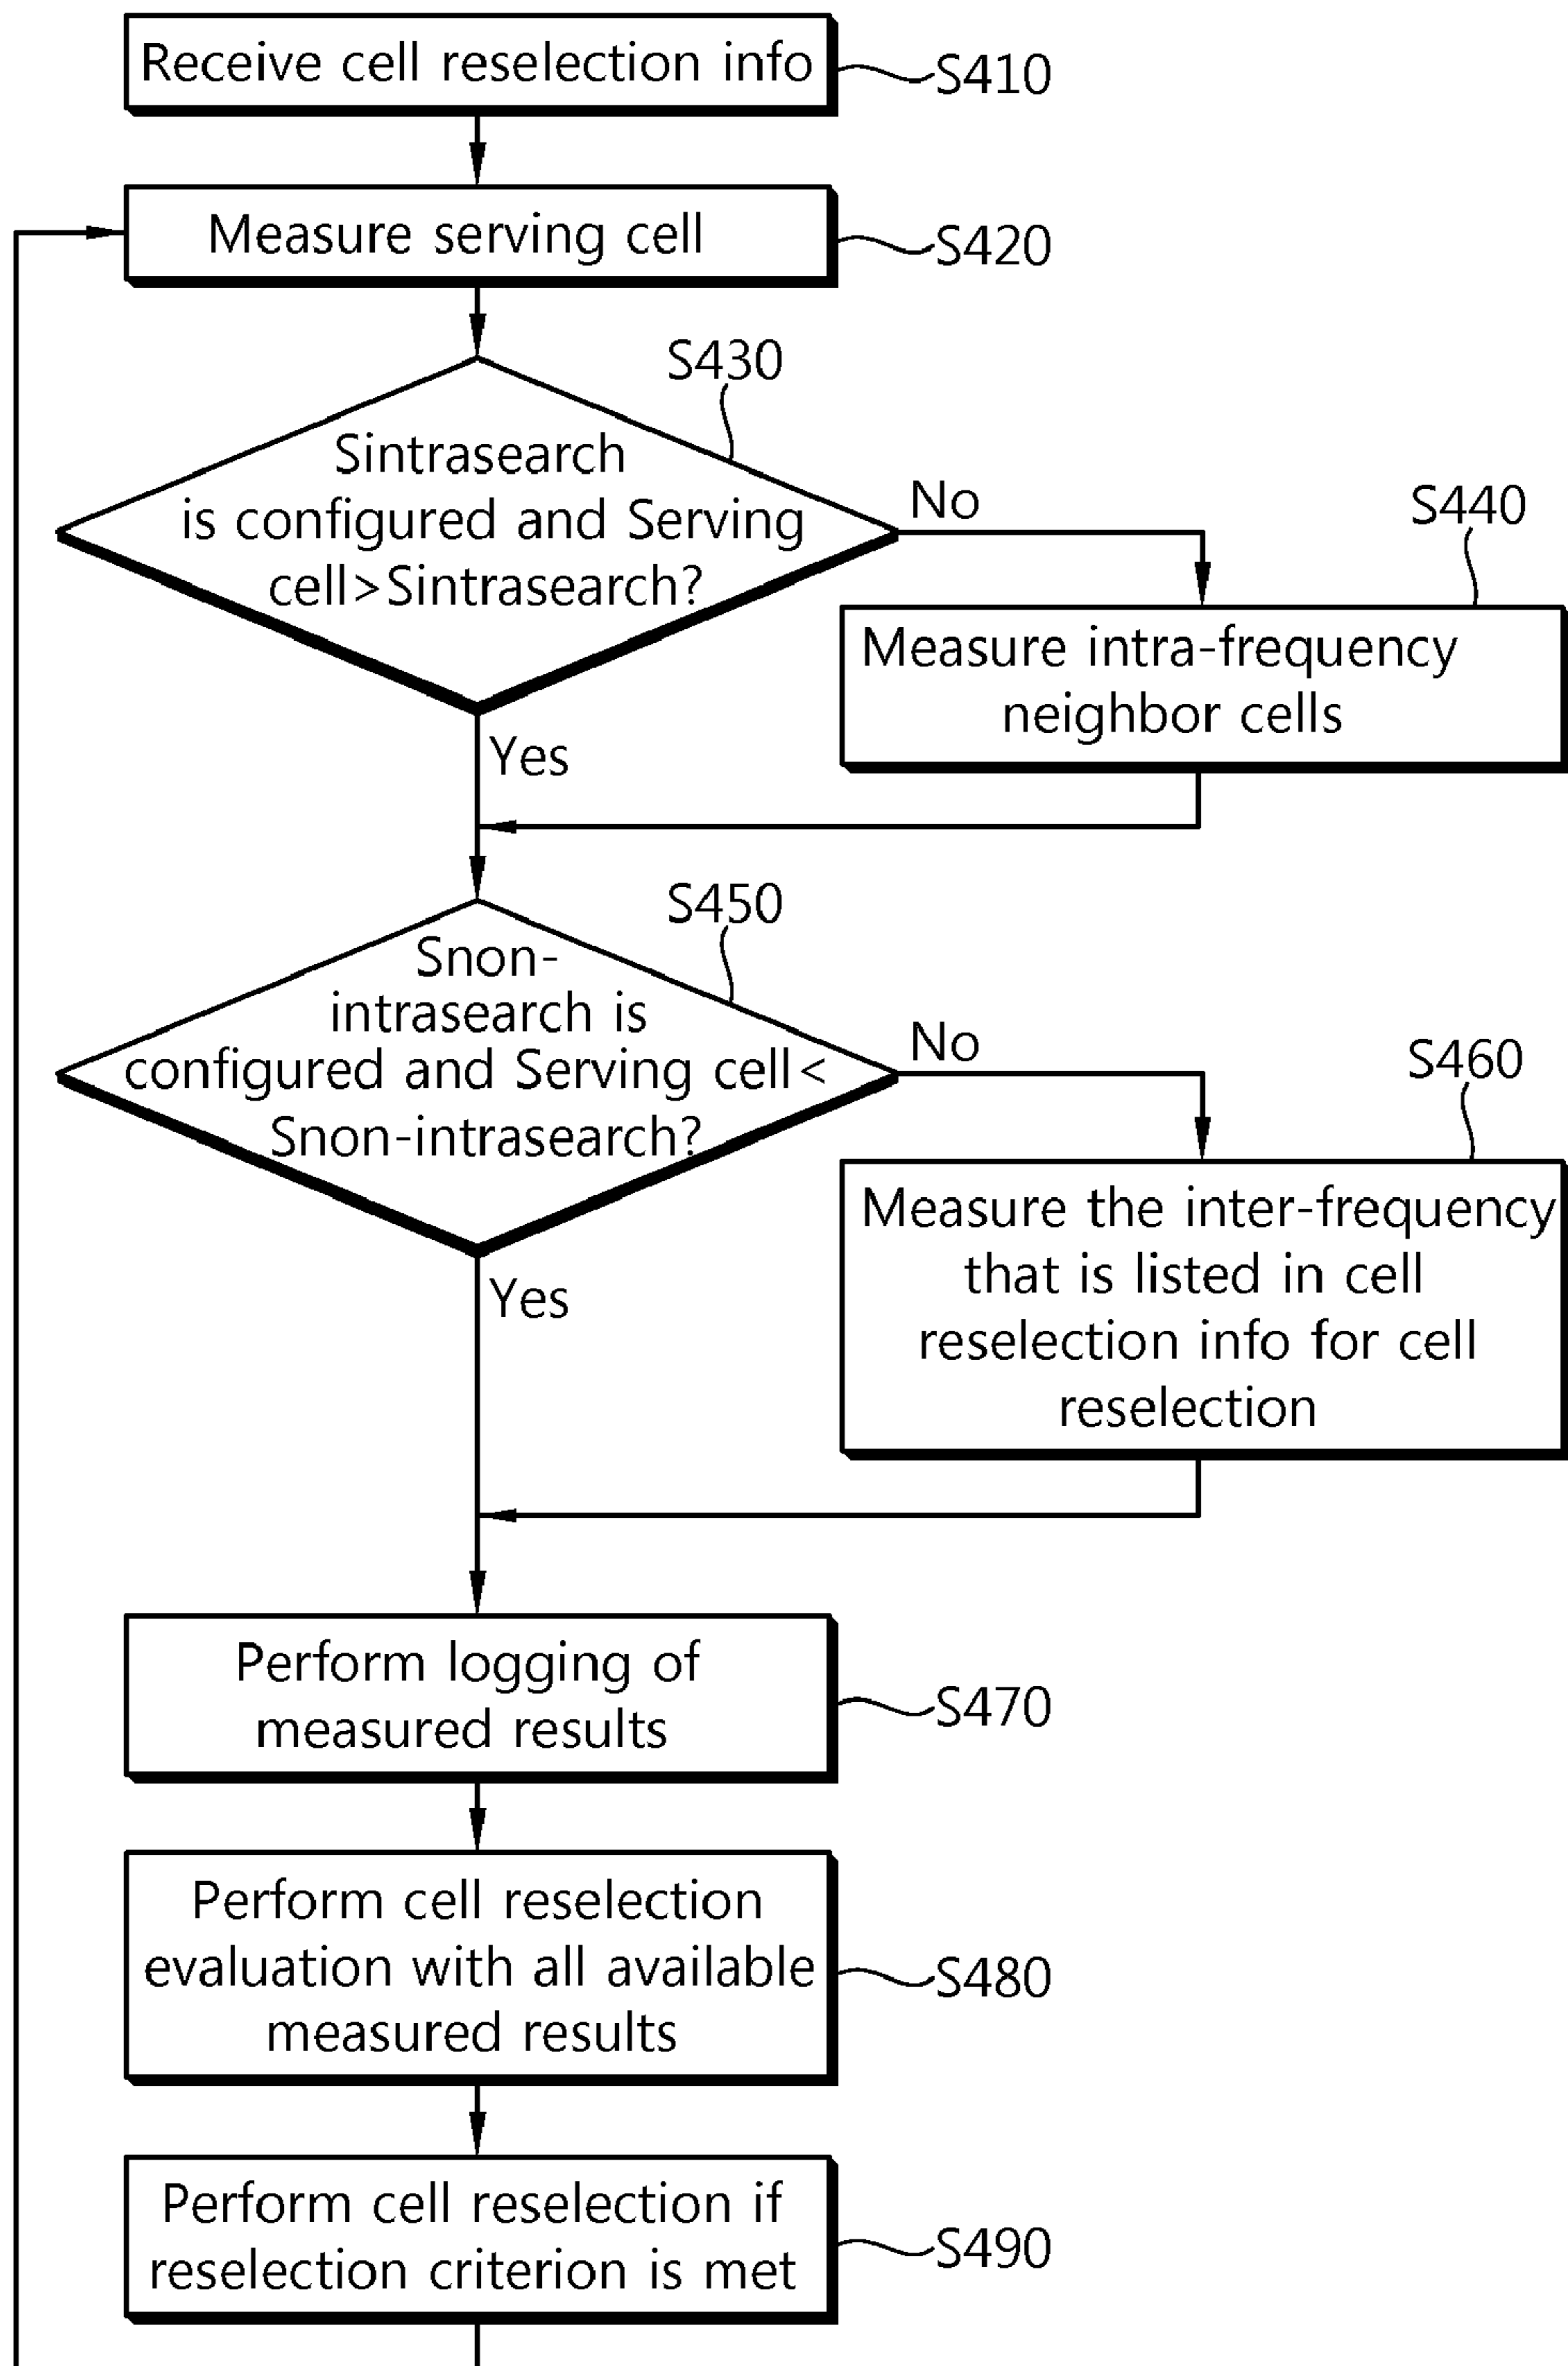 Receive cell reselection info
S410
Measure serving cell
S420
S430
Sintrasearch
is configured and Serving
cell>Sintrasearch?
No
S440
Measure intra-frequency
neighbor cells
Yes
S450
Snon-
intrasearch is
configured and Serving cell<
Snon-intrasearch?
No
S460
Measure the inter-frequency
that is listed in cell
reselection info for cell
reselection
Yes
Perform logging of
measured results
S470
Perform cell reselection
evaluation with all available
measured results
S480
Perform cell reselection if
reselection criterion is met
S490